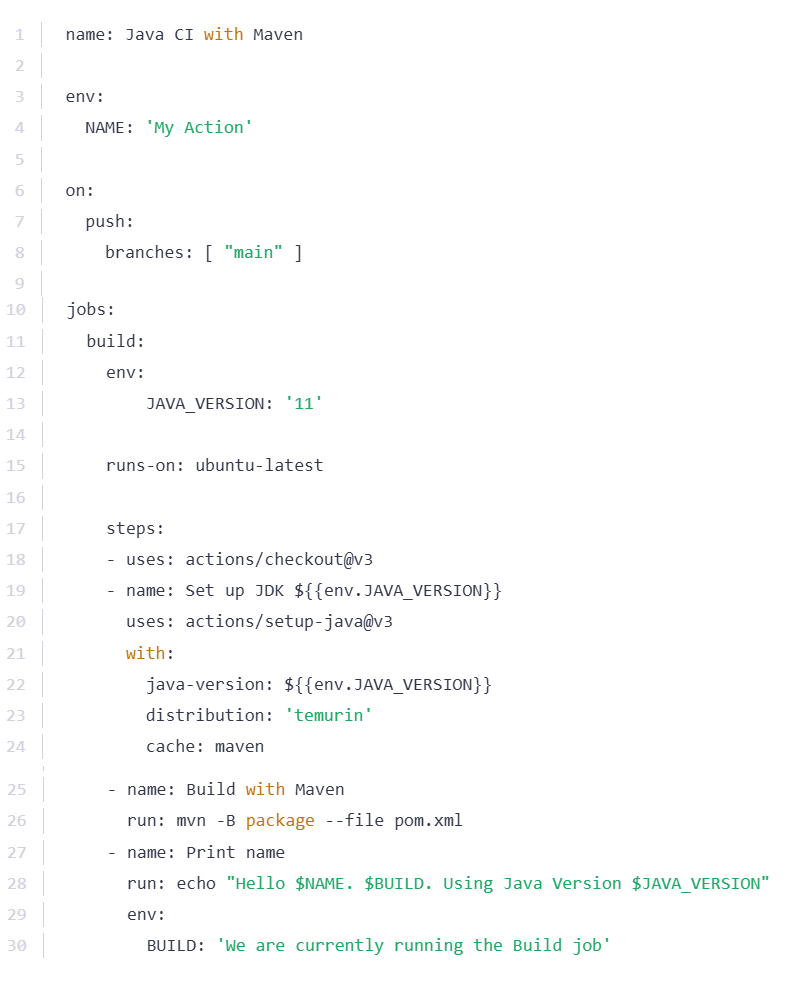 1 name: Java CI with Maven
2
3 env:
4   NAME: 'My Action'
5
6 on:
7   push:
8     branches: [ "main" ]
9
10 jobs:
11   build:
12     env:
13         JAVA_VERSION: '11'
14
15     runs-on: ubuntu-latest
16
17     steps:
18     - uses: actions/checkout@v3
19     - name: Set up JDK ${{env.JAVA_VERSION}}
20       uses: actions/setup-java@v3
21       with:
22         java-version: ${{env.JAVA_VERSION}}
23         distribution: 'temurin'
24         cache: maven
25     - name: Build with Maven
26       run: mvn -B package --file pom.xml
27     - name: Print name
28       run: echo "Hello $NAME. $BUILD. Using Java Version $JAVA_VERSION"
29       env:
30         BUILD: 'We are currently running the Build job'